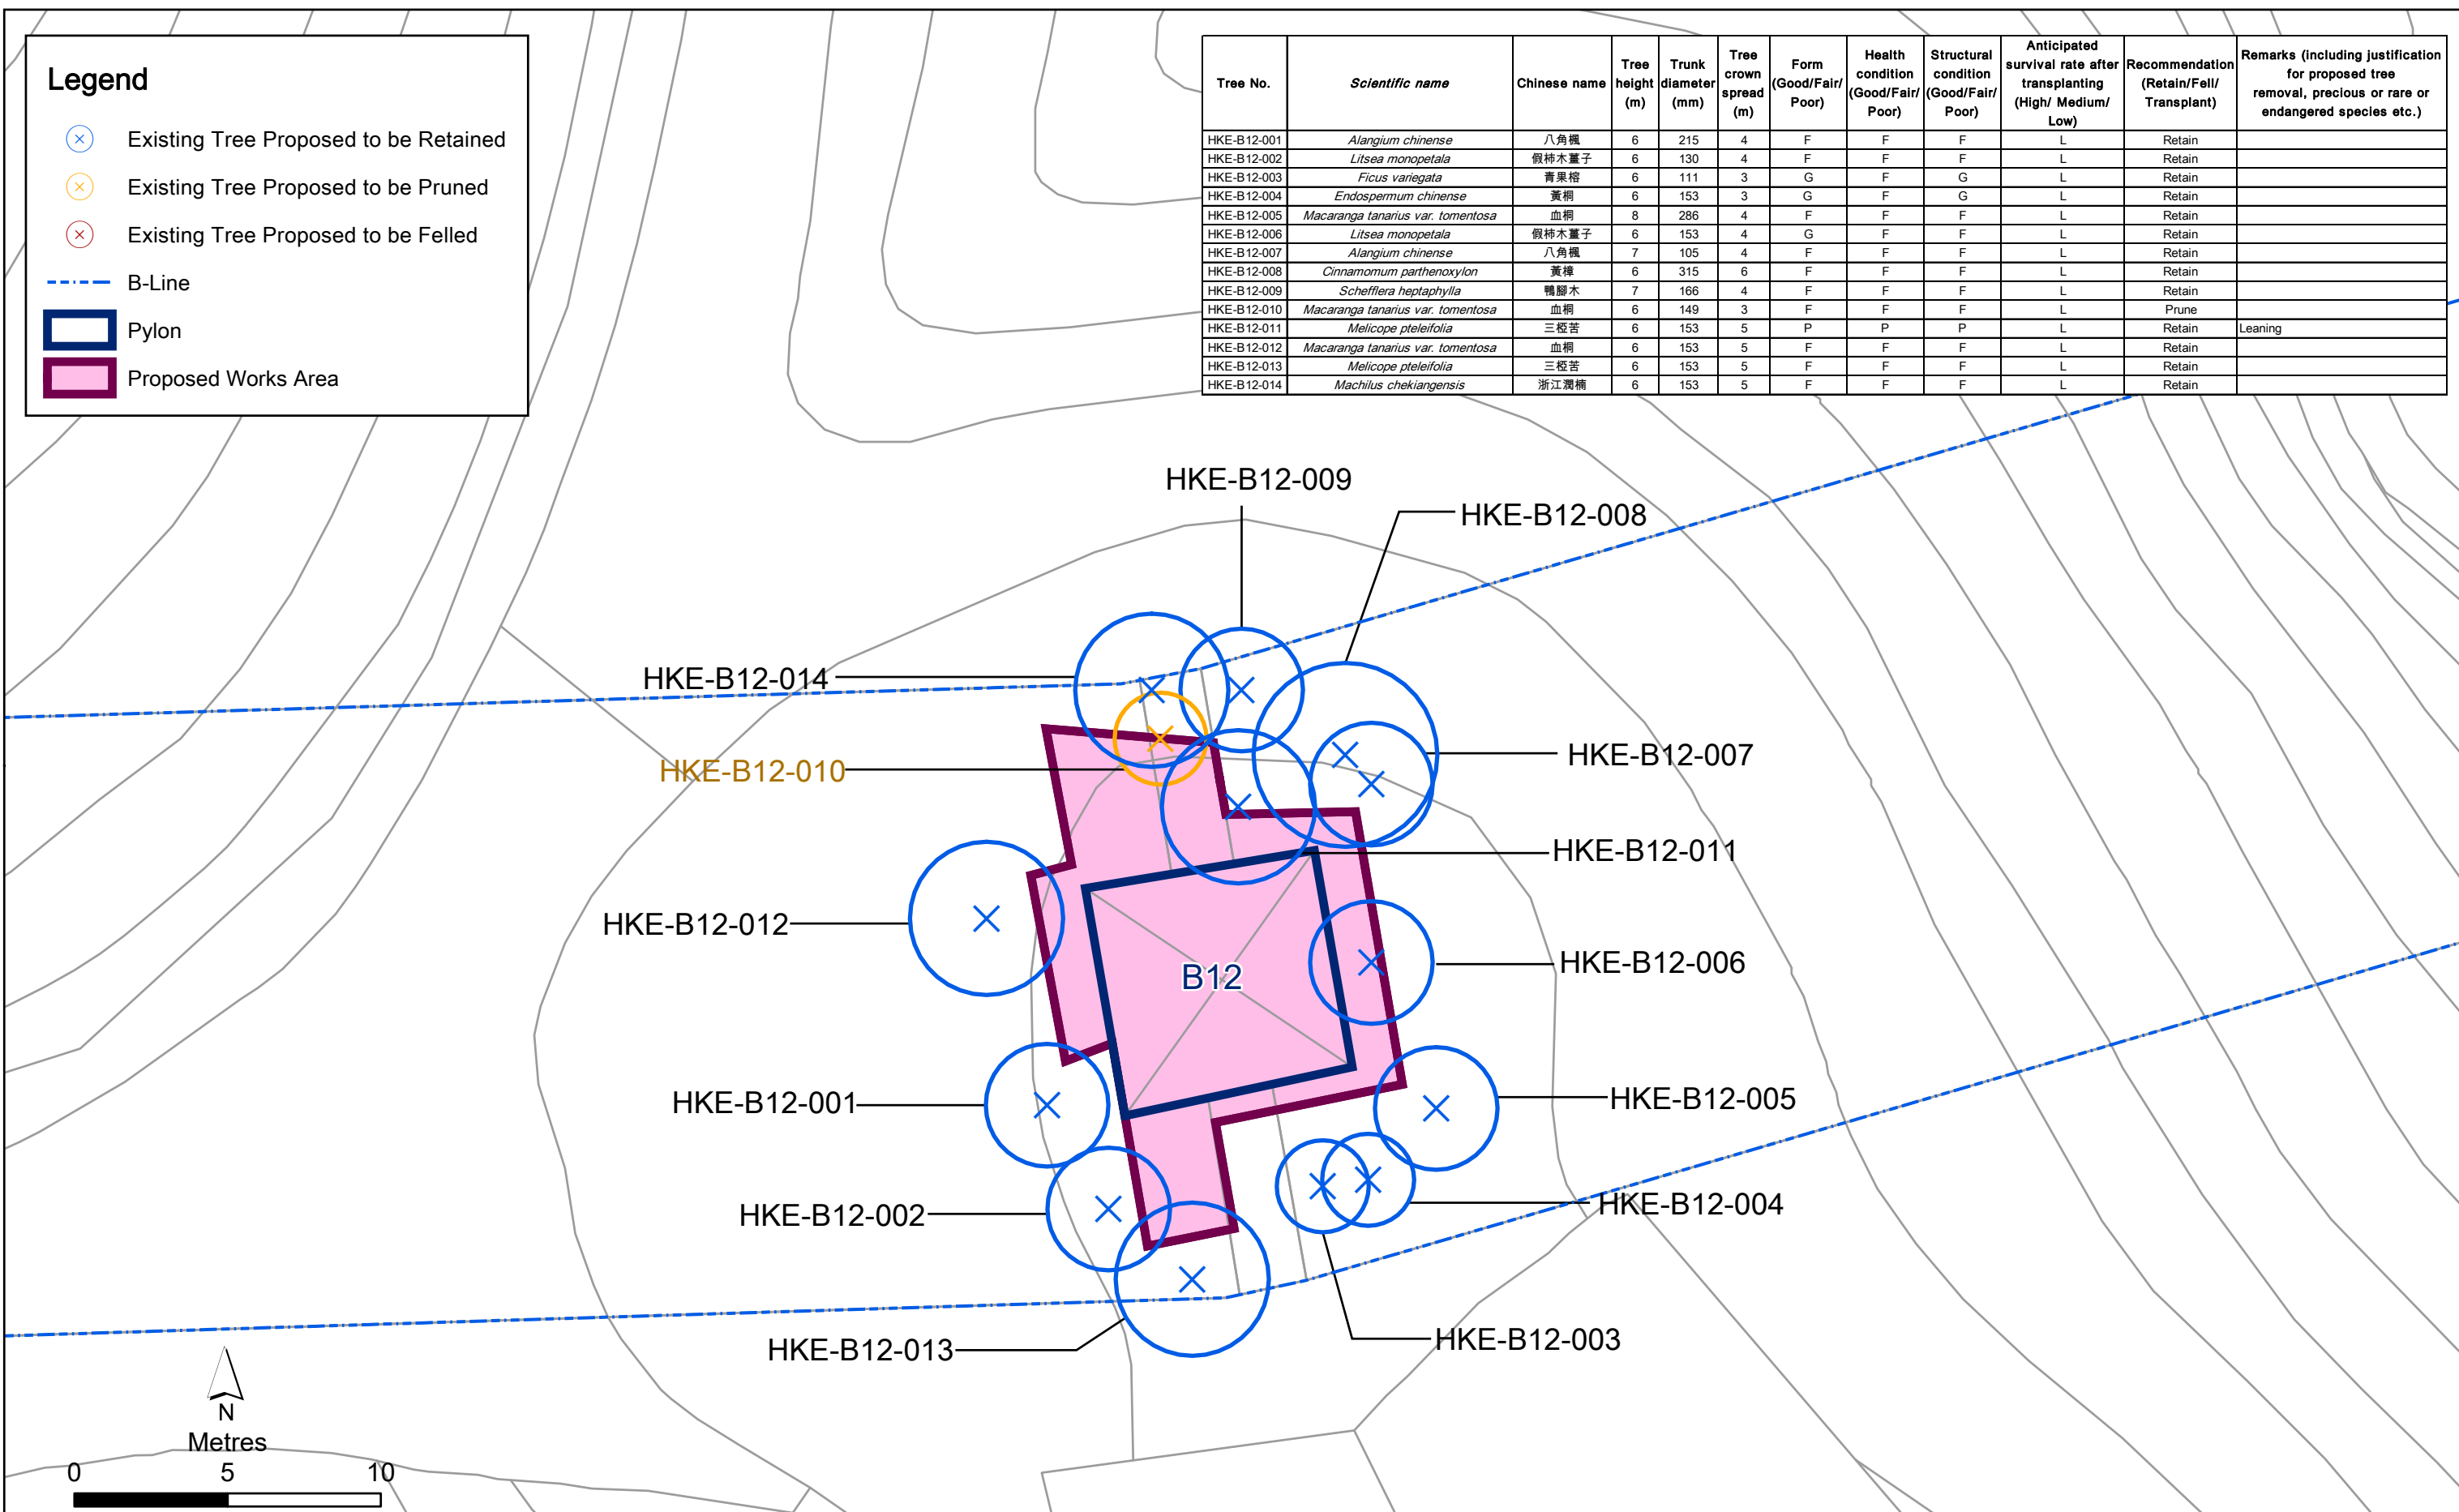 Legend
Existing Tree Proposed to be Retained
Existing Tree Proposed to be Pruned
Existing Tree Proposed to be Felled
B-Line
Pylon
Proposed Works Area
Tree No. Scientific name Chinese name Tree height (m) Trunk diameter (mm) Tree crown spread (m) Form (Good/Fair/ Poor) Health condition (Good/Fair/ Poor) Structural condition (Good/Fair/ Poor) Anticipated survival rate after transplanting (High/ Medium/ Low) Recommendation (Retain/Fell/ Transplant) Remarks (including justification for proposed tree removal, precious or rare or endangered species etc.)
HKE-B12-001 Alangium chinense 八角楓 6 215 4 F F F L Retain
HKE-B12-002 Litsea monopetala 假柿木薑子 6 130 4 F F F L Retain
HKE-B12-003 Ficus variegata 青果榕 6 111 3 G F G L Retain
HKE-B12-004 Endospermum chinense 黃桐 6 153 3 G F G L Retain
HKE-B12-005 Macaranga tanarius var. tomentosa 血桐 8 286 4 F F F L Retain
HKE-B12-006 Litsea monopetala 假柿木薑子 6 153 4 G F F L Retain
HKE-B12-007 Alangium chinense 八角楓 7 105 4 F F F L Retain
HKE-B12-008 Cinnamomum parthenoxylon 黃樟 6 315 6 F F F L Retain
HKE-B12-009 Schefflera heptaphylla 鴨腳木 7 166 4 F F F L Retain
HKE-B12-010 Macaranga tanarius var. tomentosa 血桐 6 149 3 F F F L Prune
HKE-B12-011 Melicope pteleifolia 三椏苦 6 153 5 P P P L Retain Leaning
HKE-B12-012 Macaranga tanarius var. tomentosa 血桐 6 153 5 F F F L Retain
HKE-B12-013 Melicope pteleifolia 三椏苦 6 153 5 F F F L Retain
HKE-B12-014 Machilus chekiangensis 浙江潤楠 6 153 5 F F F L Retain
HKE-B12-009
HKE-B12-008
HKE-B12-014
HKE-B12-007
HKE-B12-010
HKE-B12-011
HKE-B12-012
HKE-B12-006
B12
HKE-B12-001
HKE-B12-005
HKE-B12-002
HKE-B12-004
HKE-B12-013
HKE-B12-003
N
Metres
0 5 10